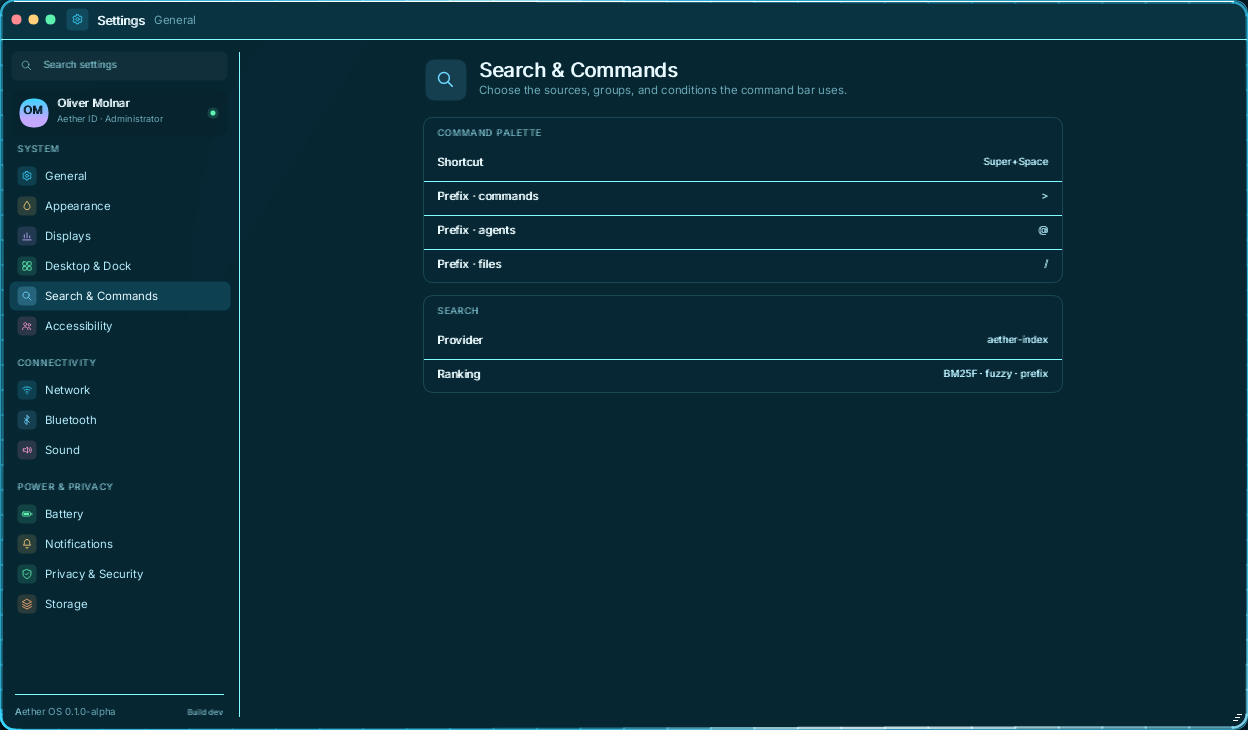 Settings General
Search settings
OM
Oliver Molnar
Aether ID · Administrator
SYSTEM
General
Appearance
Displays
Desktop & Dock
Search & Commands
Accessibility
CONNECTIVITY
Network
Bluetooth
Sound
POWER & PRIVACY
Battery
Notifications
Privacy & Security
Storage
Aether OS 0.1.0-alpha Build dev
Search & Commands
Choose the sources, groups, and conditions the command bar uses.
COMMAND PALETTE
Shortcut Super+Space
Prefix · commands >
Prefix · agents @
Prefix · files /
SEARCH
Provider aether-index
Ranking BM25F · fuzzy · prefix